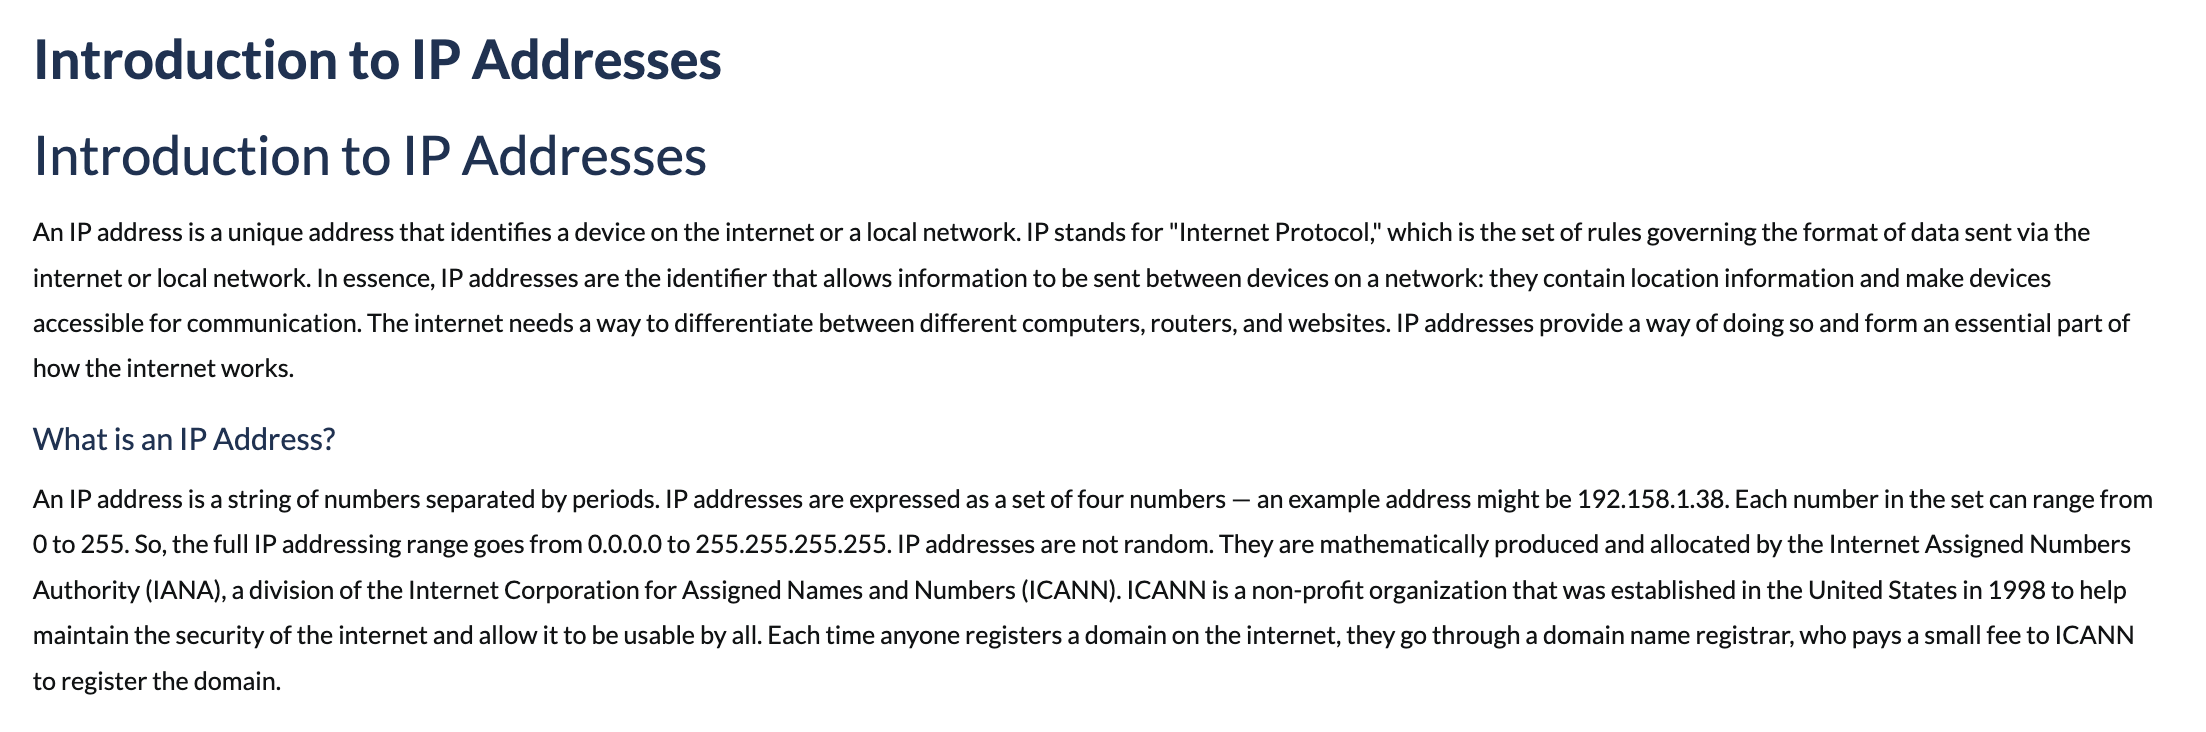 Introduction to IP Addresses
Introduction to IP Addresses
An IP address is a unique address that identifies a device on the internet or a local network. IP stands for "Internet Protocol," which is the set of rules governing the format of data sent via the
internet or local network. In essence, IP addresses are the identifier that allows information to be sent between devices on a network: they contain location information and make devices
accessible for communication. The internet needs a way to differentiate between different computers, routers, and websites. IP addresses provide a way of doing so and form an essential part of
how the internet works.
What is an IP Address?
An IP address is a string of numbers separated by periods. IP addresses are expressed as a set of four numbers — an example address might be 192.158.1.38. Each number in the set can range from
0 to 255. So, the full IP addressing range goes from 0.0.0.0 to 255.255.255.255. IP addresses are not random. They are mathematically produced and allocated by the Internet Assigned Numbers
Authority (IANA), a division of the Internet Corporation for Assigned Names and Numbers (ICANN). ICANN is a non-profit organization that was established in the United States in 1998 to help
maintain the security of the internet and allow it to be usable by all. Each time anyone registers a domain on the internet, they go through a domain name registrar, who pays a small fee to ICANN
to register the domain.